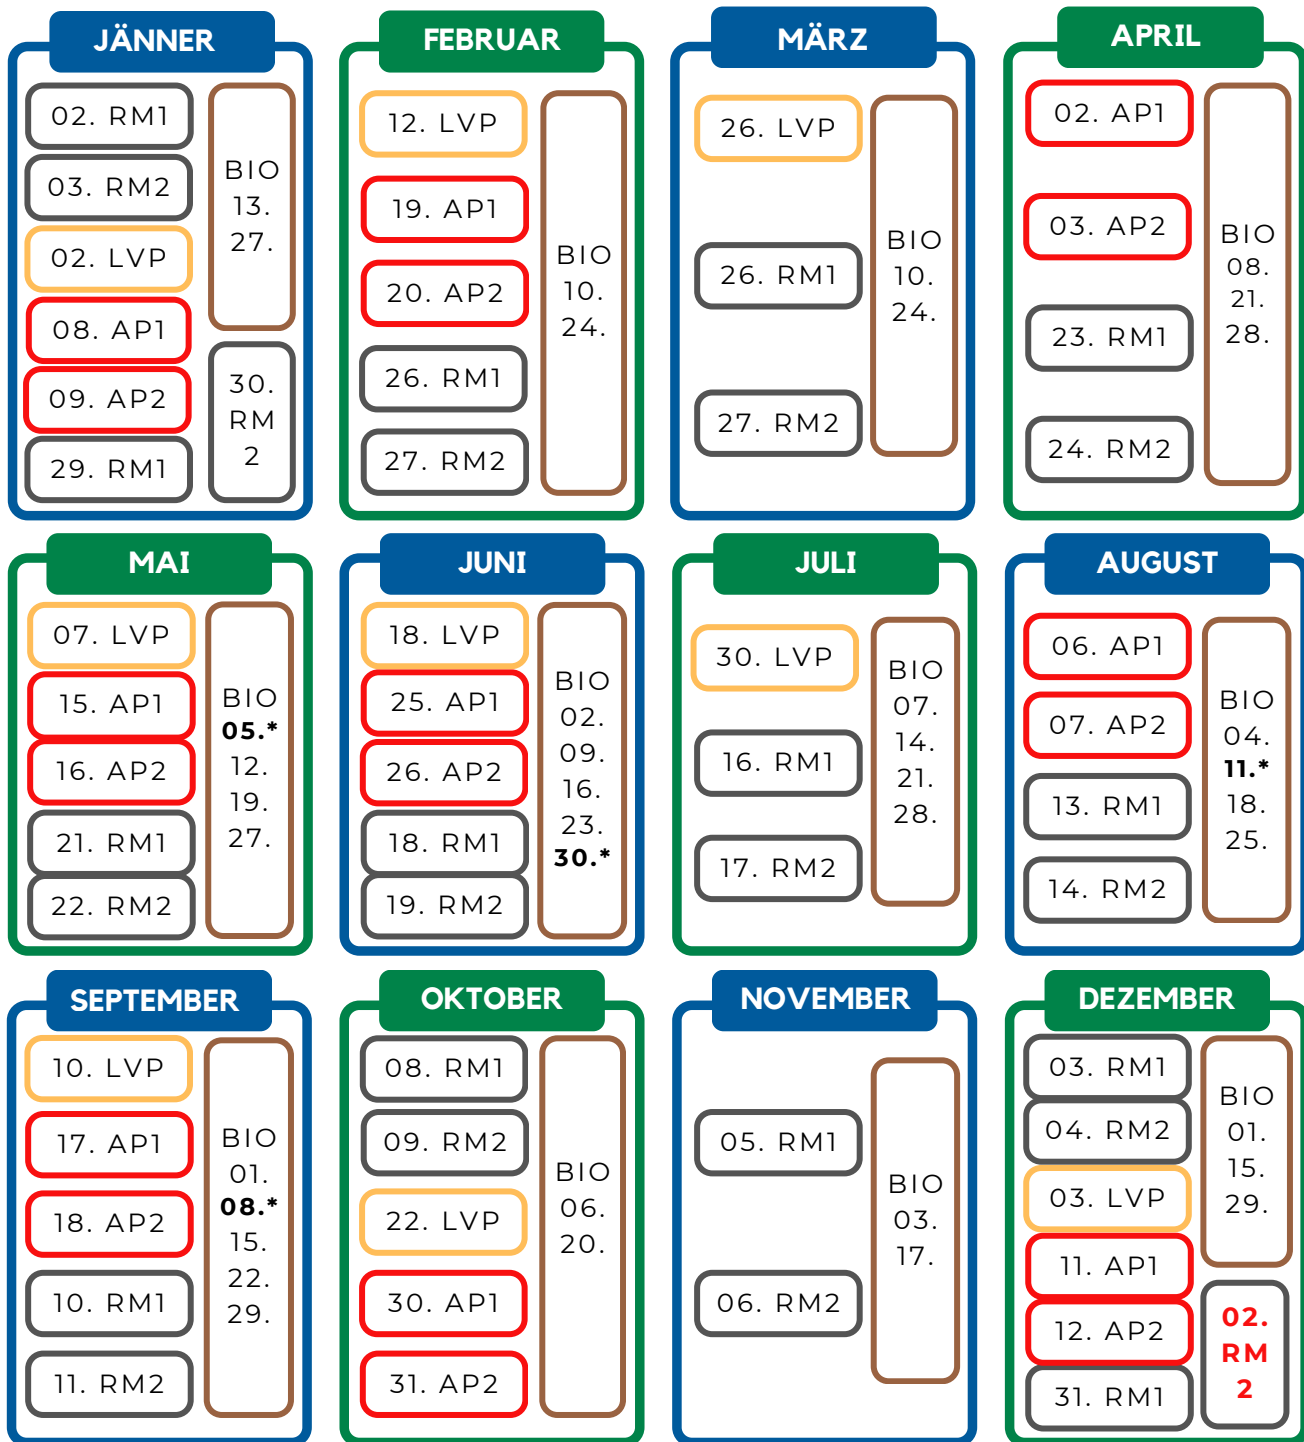 JÄNNER
02. RM1
03. RM2
02. LVP
08. AP1
09. AP2
29. RM1
BIO
13.
27.
30.
RM
2
FEBRUAR
12. LVP
19. AP1
20. AP2
26. RM1
27. RM2
BIO
10.
24.
MÄRZ
26. LVP
26. RM1
27. RM2
BIO
10.
24.
APRIL
02. AP1
03. AP2
23. RM1
24. RM2
BIO
08.
21.
28.
MAI
07. LVP
15. AP1
16. AP2
21. RM1
22. RM2
BIO
05.*
12.
19.
27.
JUNI
18. LVP
25. AP1
26. AP2
18. RM1
19. RM2
BIO
02.
09.
16.
23.
30.*
JULI
30. LVP
16. RM1
17. RM2
BIO
07.
14.
21.
28.
AUGUST
06. AP1
07. AP2
13. RM1
14. RM2
BIO
04.
11.*
18.
25.
SEPTEMBER
10. LVP
17. AP1
18. AP2
10. RM1
11. RM2
BIO
01.
08.*
15.
22.
29.
OKTOBER
08. RM1
09. RM2
22. LVP
30. AP1
31. AP2
BIO
06.
20.
NOVEMBER
05. RM1
06. RM2
BIO
03.
17.
DEZEMBER
03. RM1
04. RM2
03. LVP
11. AP1
12. AP2
31. RM1
BIO
01.
15.
29.
02.
RM
2